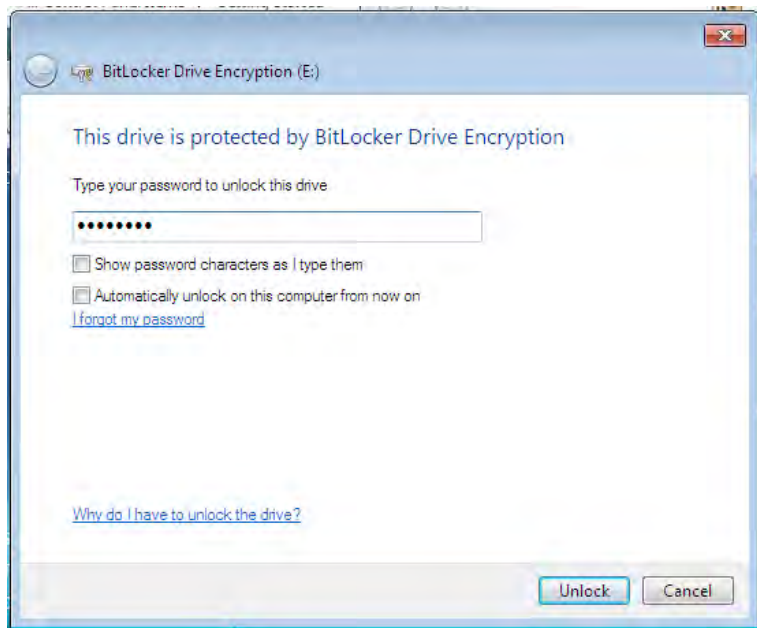 BitLocker Drive Encryption (E:)
This drive is protected by BitLocker Drive Encryption
Type your password to unlock this drive
••••••••
Show password characters as I type them
Automatically unlock on this computer from now on
I forgot my password
Why do I have to unlock the drive?
Unlock Cancel